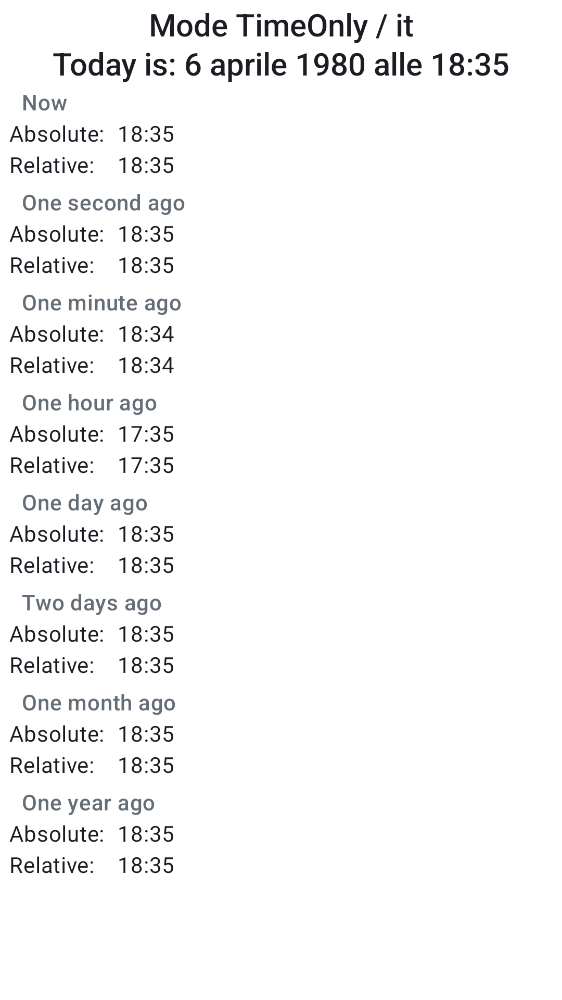 Mode TimeOnly / it
Today is: 6 aprile 1980 alle 18:35
Now
Absolute: 18:35
Relative: 18:35
One second ago
Absolute: 18:35
Relative: 18:35
One minute ago
Absolute: 18:34
Relative: 18:34
One hour ago
Absolute: 17:35
Relative: 17:35
One day ago
Absolute: 18:35
Relative: 18:35
Two days ago
Absolute: 18:35
Relative: 18:35
One month ago
Absolute: 18:35
Relative: 18:35
One year ago
Absolute: 18:35
Relative: 18:35